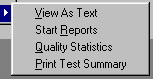 View As Text
Start Reports
Quality Statistics
Print Test Summary